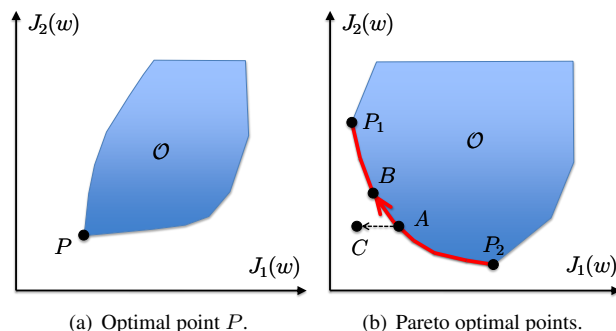 J₂(w)
𝒪
P
J₁(w)
(a) Optimal point P.
J₂(w)
P₁
𝒪
B
A
C
P₂
J₁(w)
(b) Pareto optimal points.